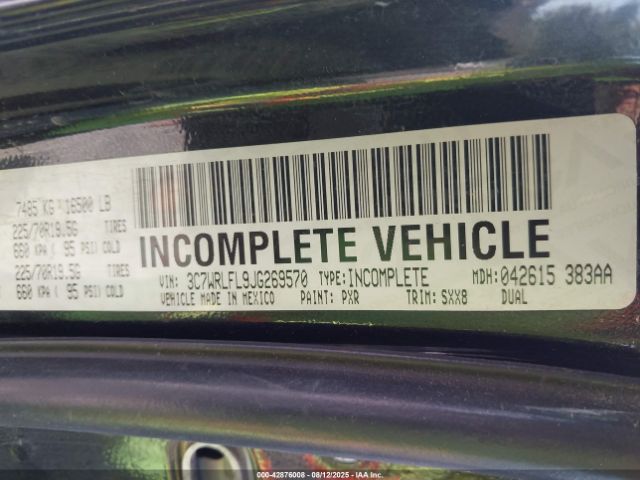 7485 KG 16500 LB
225/70R19.5G TIRES
660 KPA ( 95 PSI) COLD
225/70R19.5G TIRES
660 KPA ( 95 PSI) COLD
INCOMPLETE VEHICLE
VIN: 3C7WRLFL9JG269570 TYPE: INCOMPLETE MDH: 042615 383AA
VEHICLE MADE IN MEXICO PAINT: PXR TRIM: SXX8 DUAL
000-42876008 | 08/12/2025 | Copyright © IAA, LLC